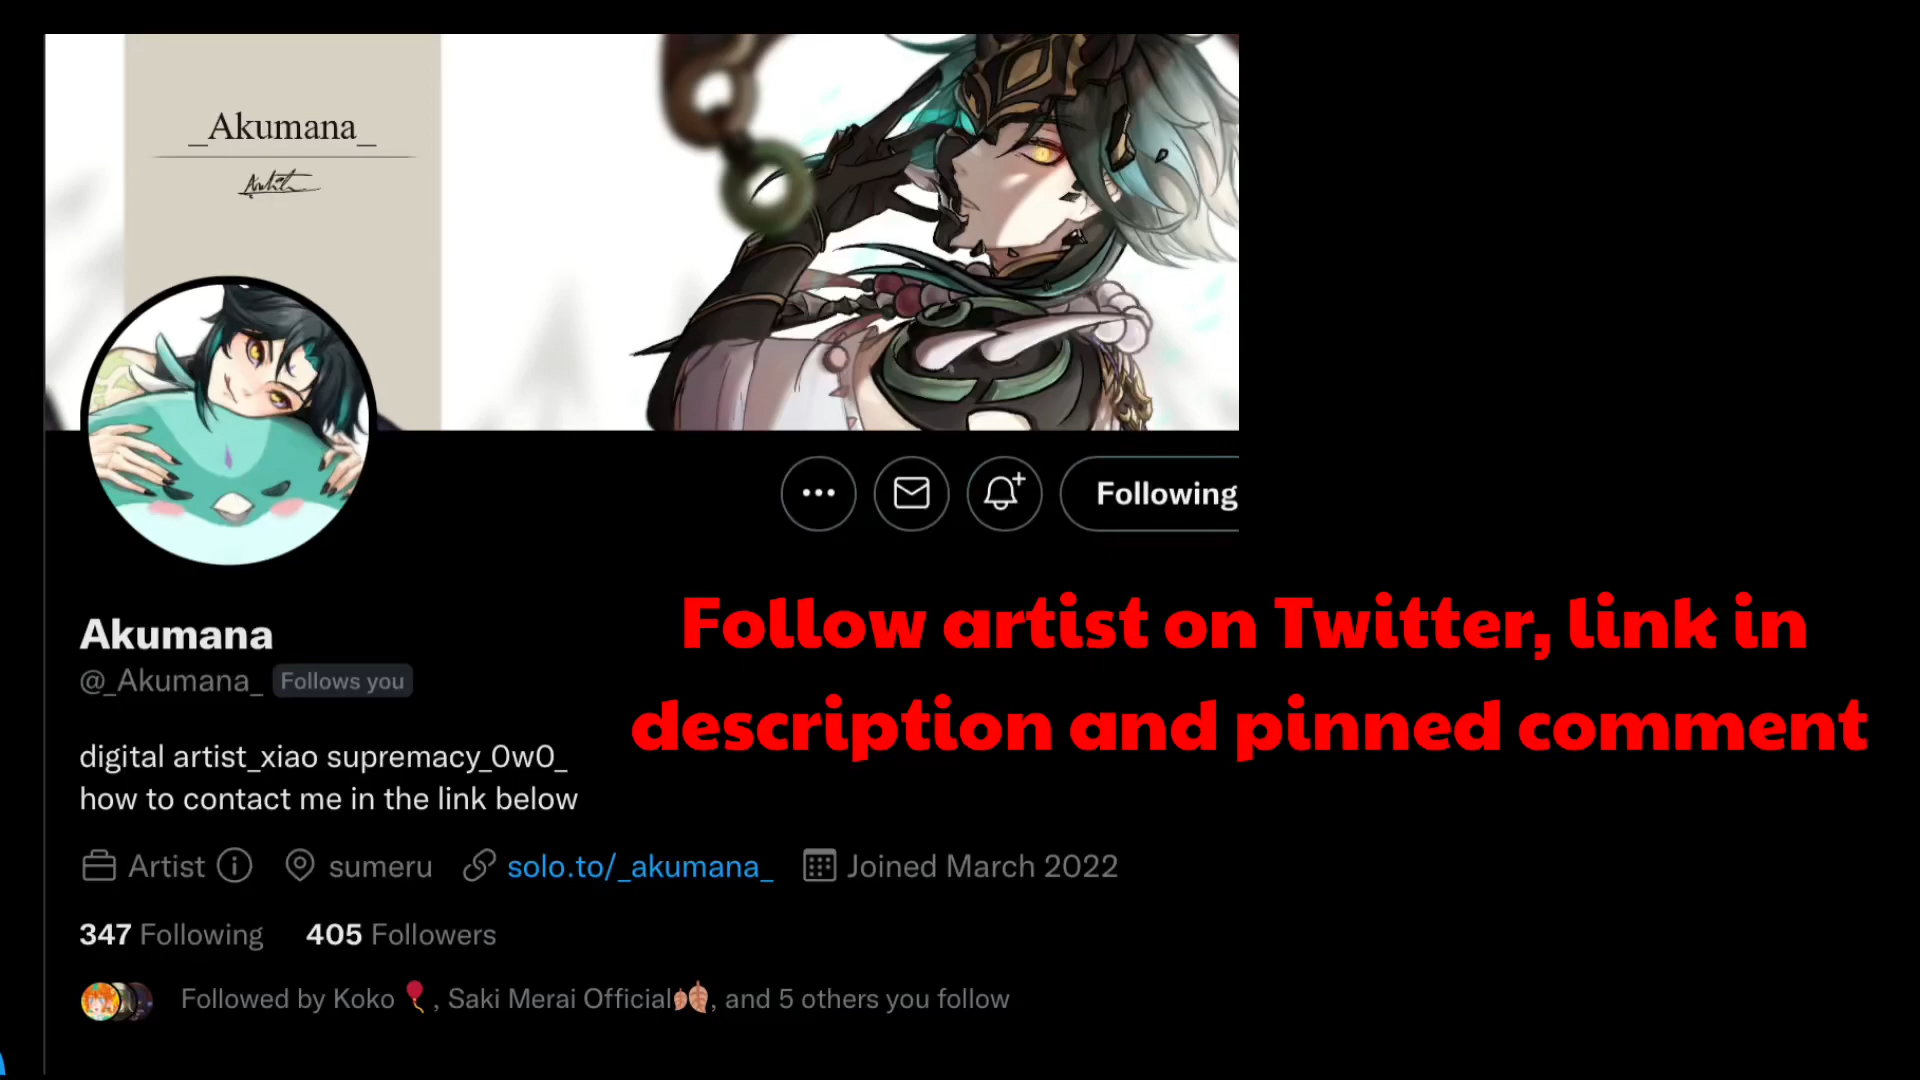 _Akumana_
Following
Akumana
@_Akumana_ Follows you
Follow artist on Twitter, link in
description and pinned comment
digital artist_xiao supremacy_0w0_
how to contact me in the link below
Artist sumeru solo.to/_akumana_ Joined March 2022
347 Following 405 Followers
Followed by Koko 🎈, Saki Merai Official🍂, and 5 others you follow